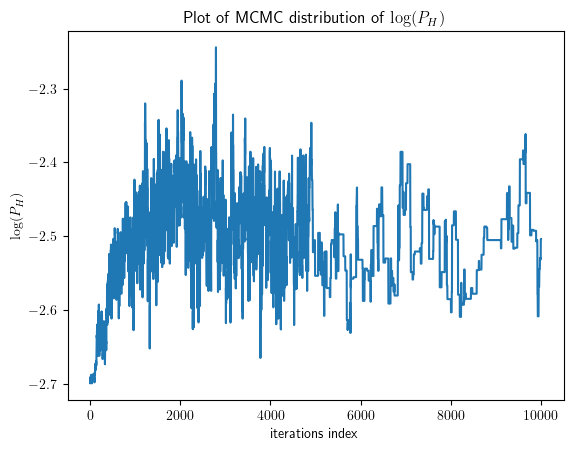 Plot of MCMC distribution of log(P_H)
log(P_H)
−2.3
−2.4
−2.5
−2.6
−2.7
0 2000 4000 6000 8000 10000
iterations index